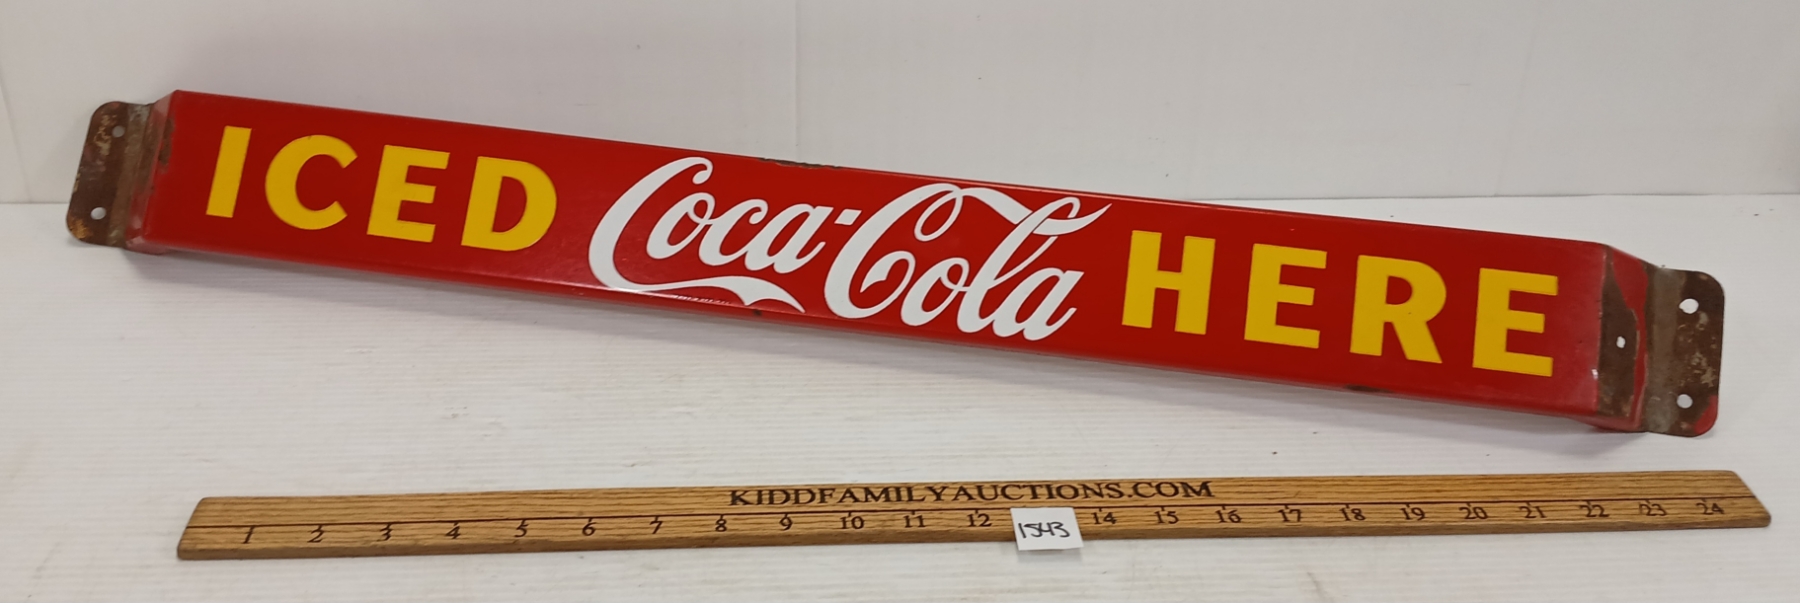 ICED Coca-Cola HERE
KIDDFAMILYAUCTIONS.COM
1 2 3 4 5 6 7 8 9 10 11 12 14 15 16 17 18 19 20 21 22 23 24
1543